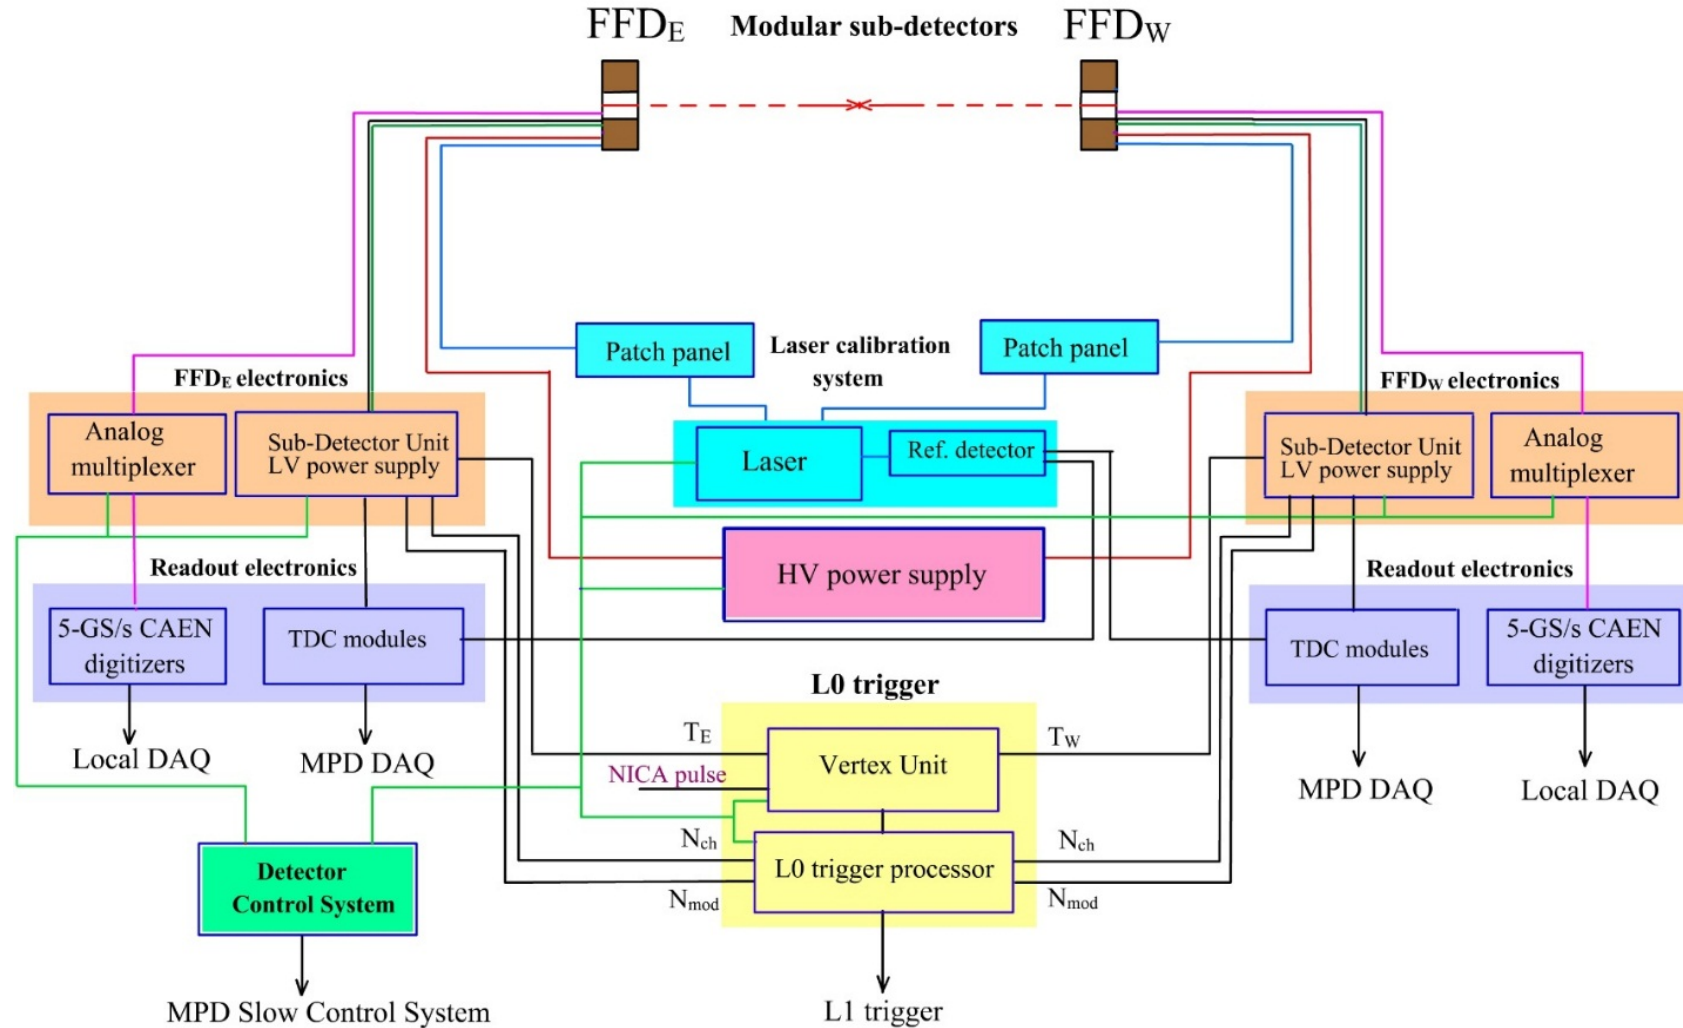 FFDE Modular sub-detectors FFDW
Patch panel
Laser calibration
system
Patch panel
FFDE electronics
FFDW electronics
Analog
multiplexer
Sub-Detector Unit
LV power supply
Laser
Ref. detector
Sub-Detector Unit
LV power supply
Analog
multiplexer
Readout electronics
HV power supply
Readout electronics
5-GS/s CAEN
digitizers
TDC modules
TDC modules
5-GS/s CAEN
digitizers
L0 trigger
Local DAQ
MPD DAQ
TE
Vertex Unit
TW
NICA pulse
MPD DAQ
Local DAQ
Nch
L0 trigger processor
Nch
Nmod
Nmod
Detector
Control System
MPD Slow Control System
L1 trigger